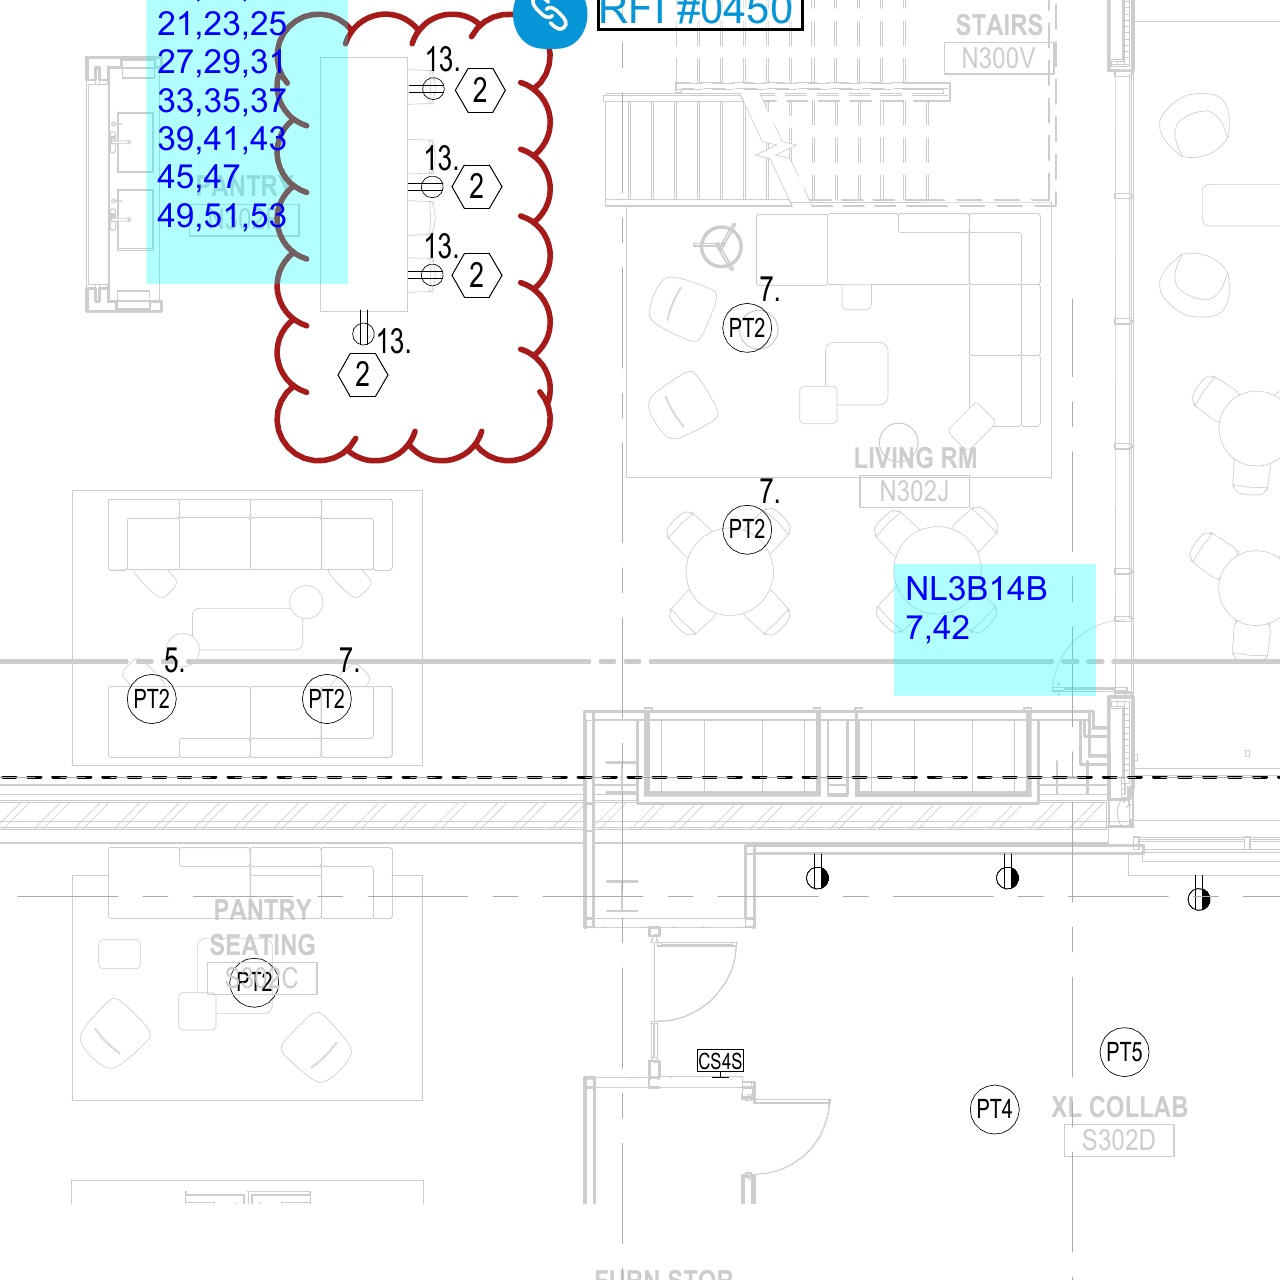 RFI #0450
21,23,25
27,29,31
33,35,37
39,41,43
45,47
49,51,53
PANTRY
13.
2
13.
2
13.
2
13.
2
STAIRS
N300V
7.
PT2
LIVING RM
N302J
7.
PT2
NL3B14B
7,42
5.
PT2
7.
PT2
PANTRY
SEATING
S302C
PT2
CS4S
PT5
PT4
XL COLLAB
S302D
FURN STOR